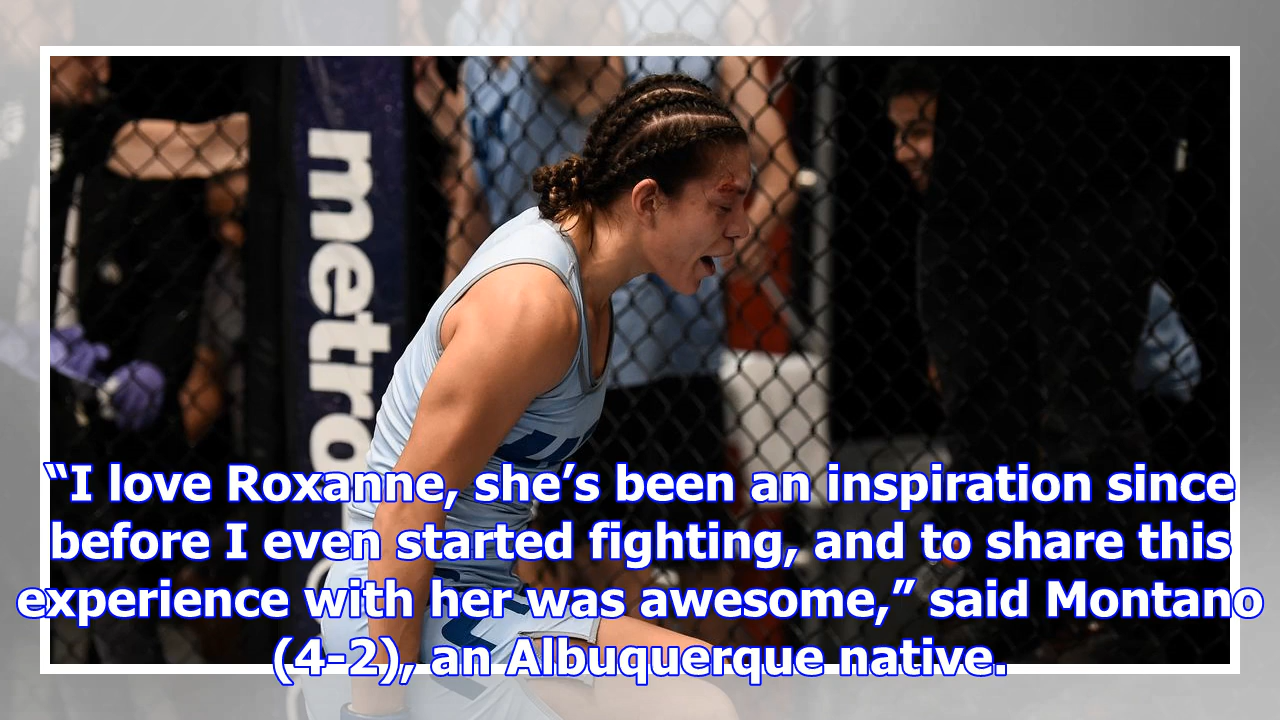 metro
“I love Roxanne, she’s been an inspiration since
before I even started fighting, and to share this
experience with her was awesome,” said Montano
(4-2), an Albuquerque native.